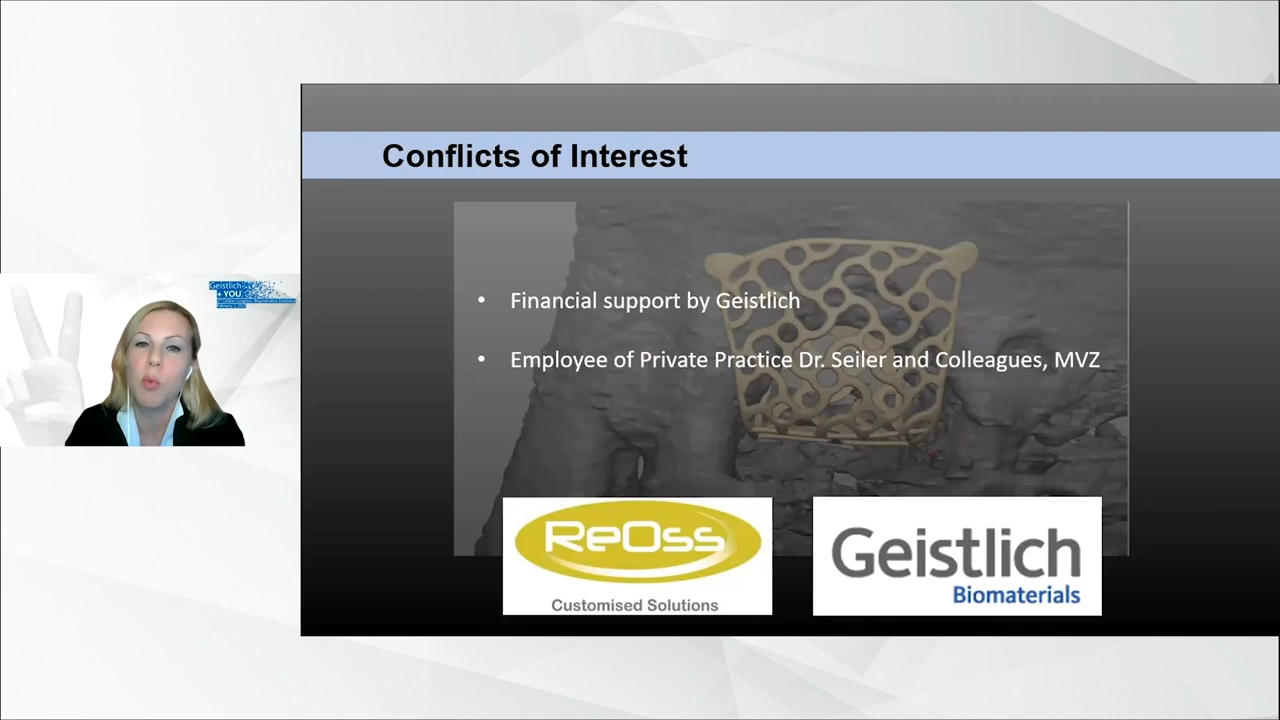 Conflicts of Interest
• Financial support by Geistlich
• Employee of Private Practice Dr. Seiler and Colleagues, MVZ
Geistlich
+ YOU
ReOss
Customised Solutions
Geistlich
Biomaterials